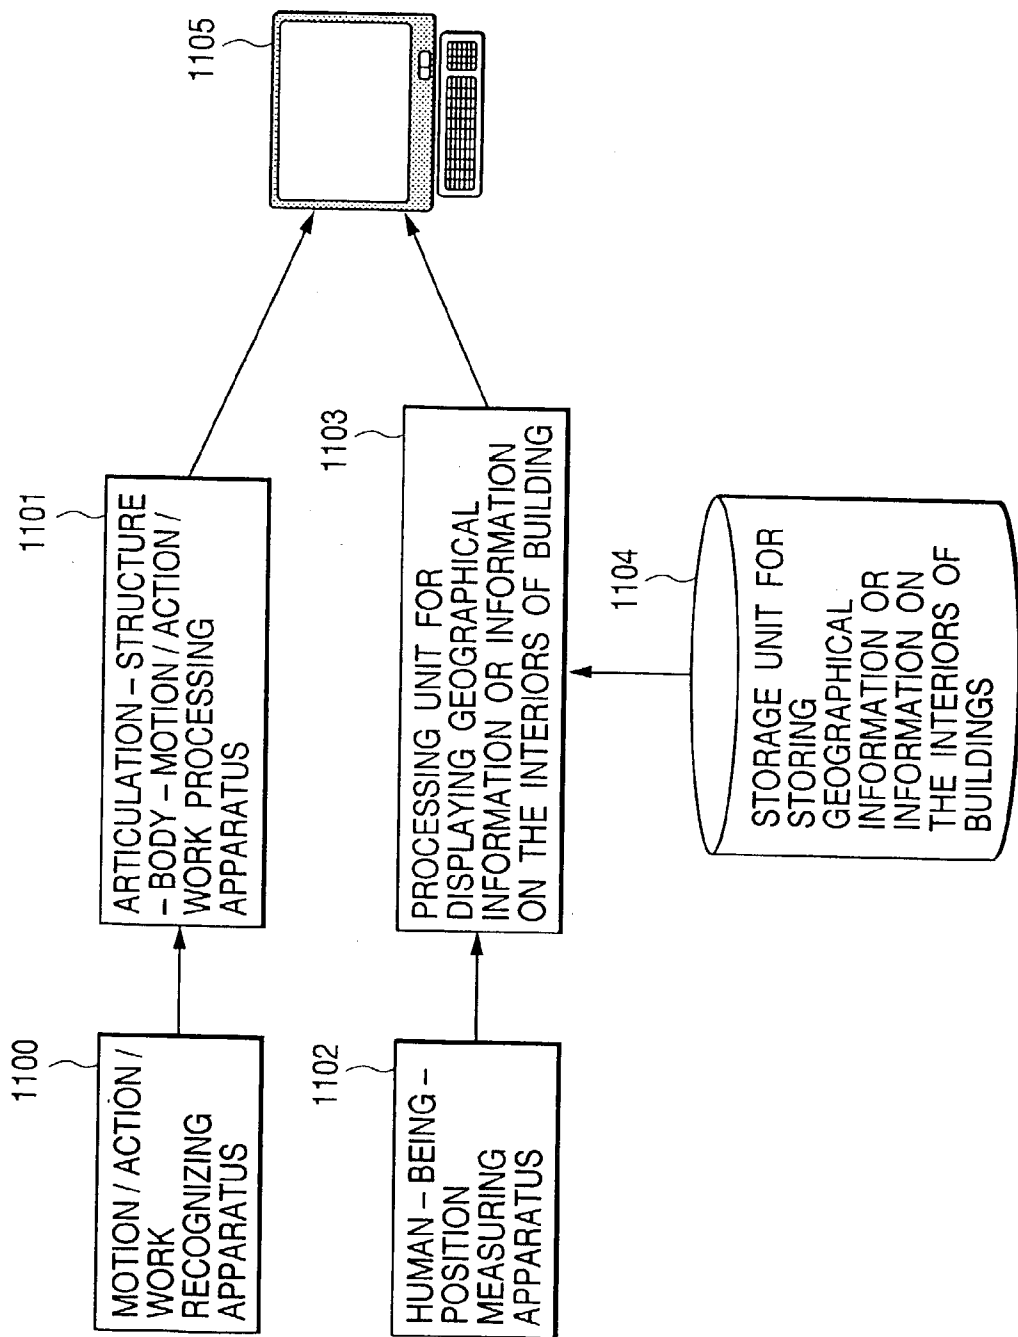 1100
MOTION / ACTION /
WORK
RECOGNIZING
APPARATUS
1101
ARTICULATION – STRUCTURE
– BODY – MOTION / ACTION /
WORK PROCESSING
APPARATUS
1105
1102
HUMAN – BEING –
POSITION
MEASURING
APPARATUS
1103
PROCESSING UNIT FOR
DISPLAYING GEOGRAPHICAL
INFORMATION OR INFORMATION
ON THE INTERIORS OF BUILDING
1104
STORAGE UNIT FOR
STORING
GEOGRAPHICAL
INFORMATION OR
INFORMATION ON
THE INTERIORS OF
BUILDINGS